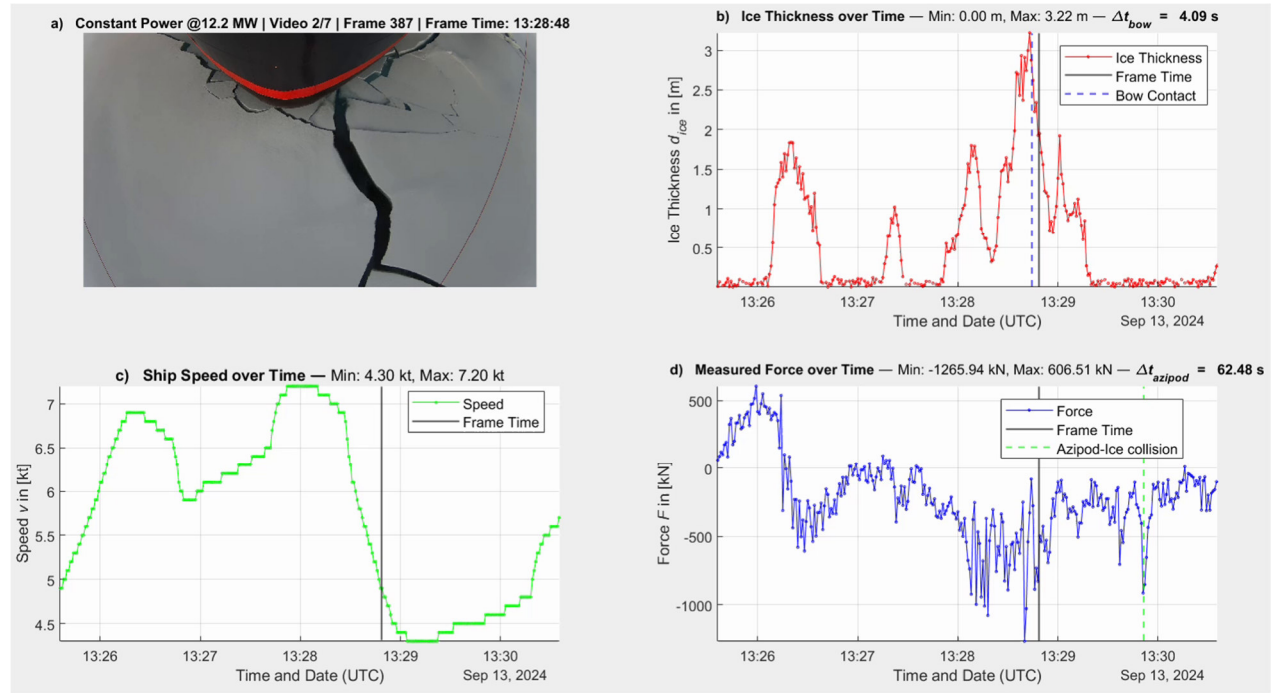 a) Constant Power @12.2 MW | Video 2/7 | Frame 387 | Frame Time: 13:28:48
b) Ice Thickness over Time — Min: 0.00 m, Max: 3.22 m — Δt_bow = 4.09 s
3
2.5
2
1.5
1
0.5
Ice Thickness d_ice in [m]
Ice Thickness
Frame Time
Bow Contact
13:26
13:27
13:28
13:29
13:30
Time and Date (UTC)
Sep 13, 2024
c) Ship Speed over Time — Min: 4.30 kt, Max: 7.20 kt
7
6.5
6
5.5
5
4.5
Speed v in [kt]
Speed
Frame Time
13:26
13:27
13:28
13:29
13:30
Time and Date (UTC)
Sep 13, 2024
d) Measured Force over Time — Min: -1265.94 kN, Max: 606.51 kN — Δt_azipod = 62.48 s
500
0
-500
-1000
Force F in [kN]
Force
Frame Time
Azipod-Ice collision
13:26
13:27
13:28
13:29
13:30
Time and Date (UTC)
Sep 13, 2024